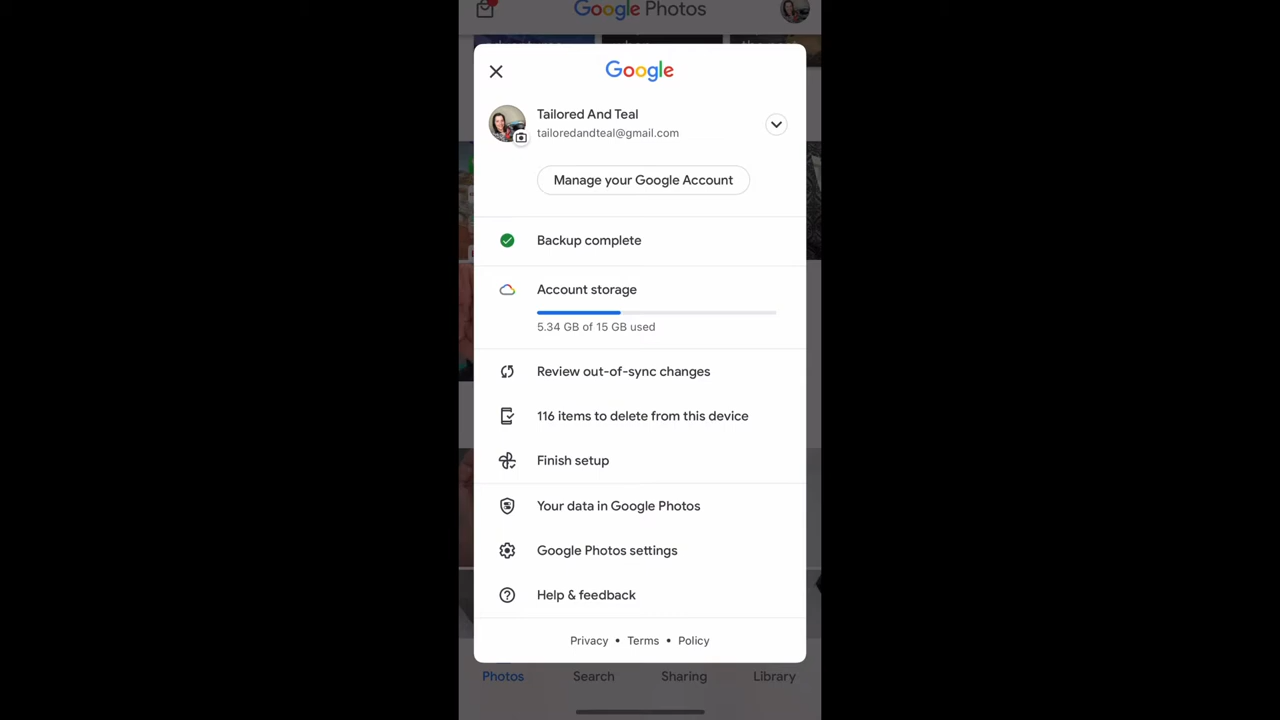 Google Photos
Google
Tailored And Teal
tailoredandteal@gmail.com
Manage your Google Account
Backup complete
Account storage
5.34 GB of 15 GB used
Review out-of-sync changes
116 items to delete from this device
Finish setup
Your data in Google Photos
Google Photos settings
Help & feedback
Privacy • Terms • Policy
Photos Search Sharing Library